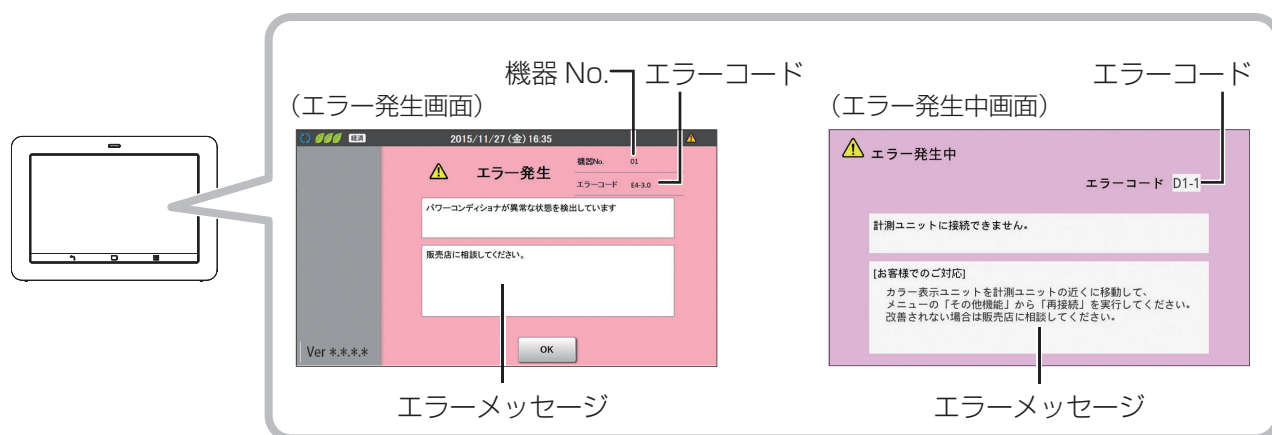 機器 No.
エラーコード
(エラー発生画面)
経済
2015/11/27 (金) 16:35
エラー発生
機器No. 01
エラーコード E4-3.0
パワーコンディショナが異常な状態を検出しています
販売店に相談してください。
Ver *.*.*.*
OK
エラーメッセージ
エラーコード
(エラー発生中画面)
エラー発生中
エラーコード D1-1
計測ユニットに接続できません。
[お客様でのご対応]
カラー表示ユニットを計測ユニットの近くに移動して、
メニューの「その他機能」から「再接続」を実行してください。
改善されない場合は販売店に相談してください。
エラーメッセージ